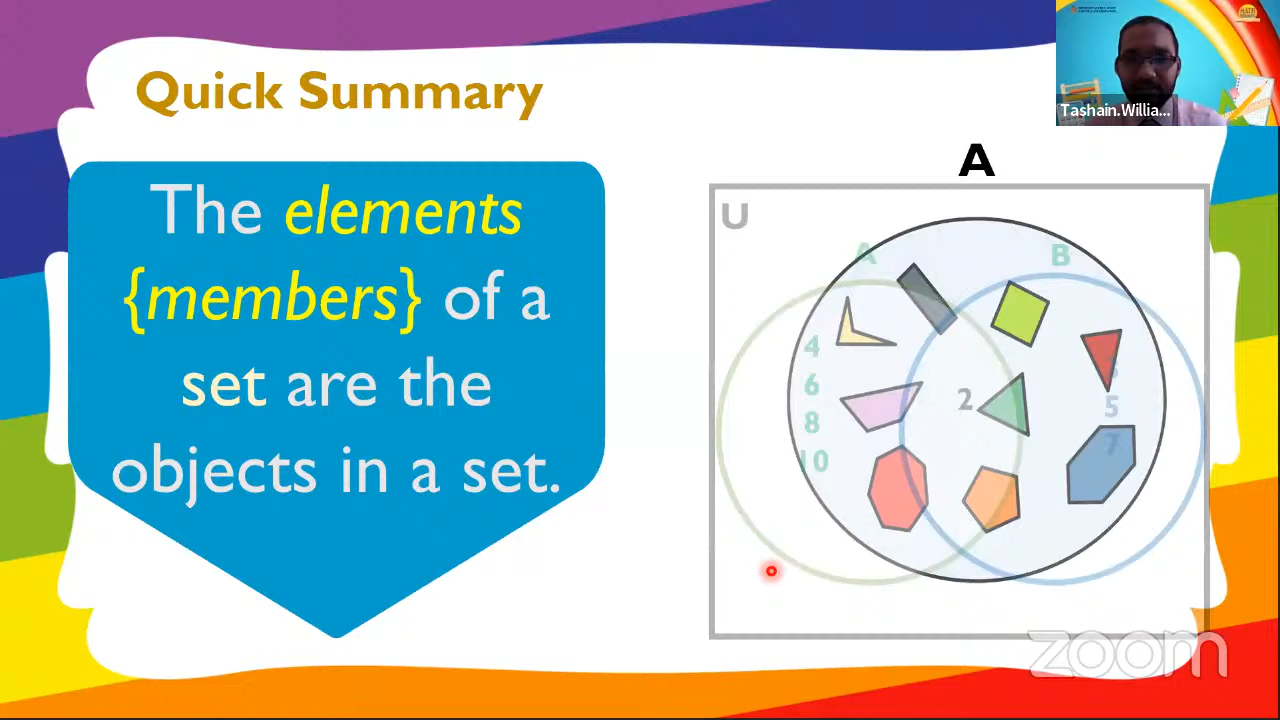 Quick Summary
Tashain.Willia...
The elements
{members} of a
set are the
objects in a set.
A
U
A
B
4
6
8
10
2
5
7
zoom